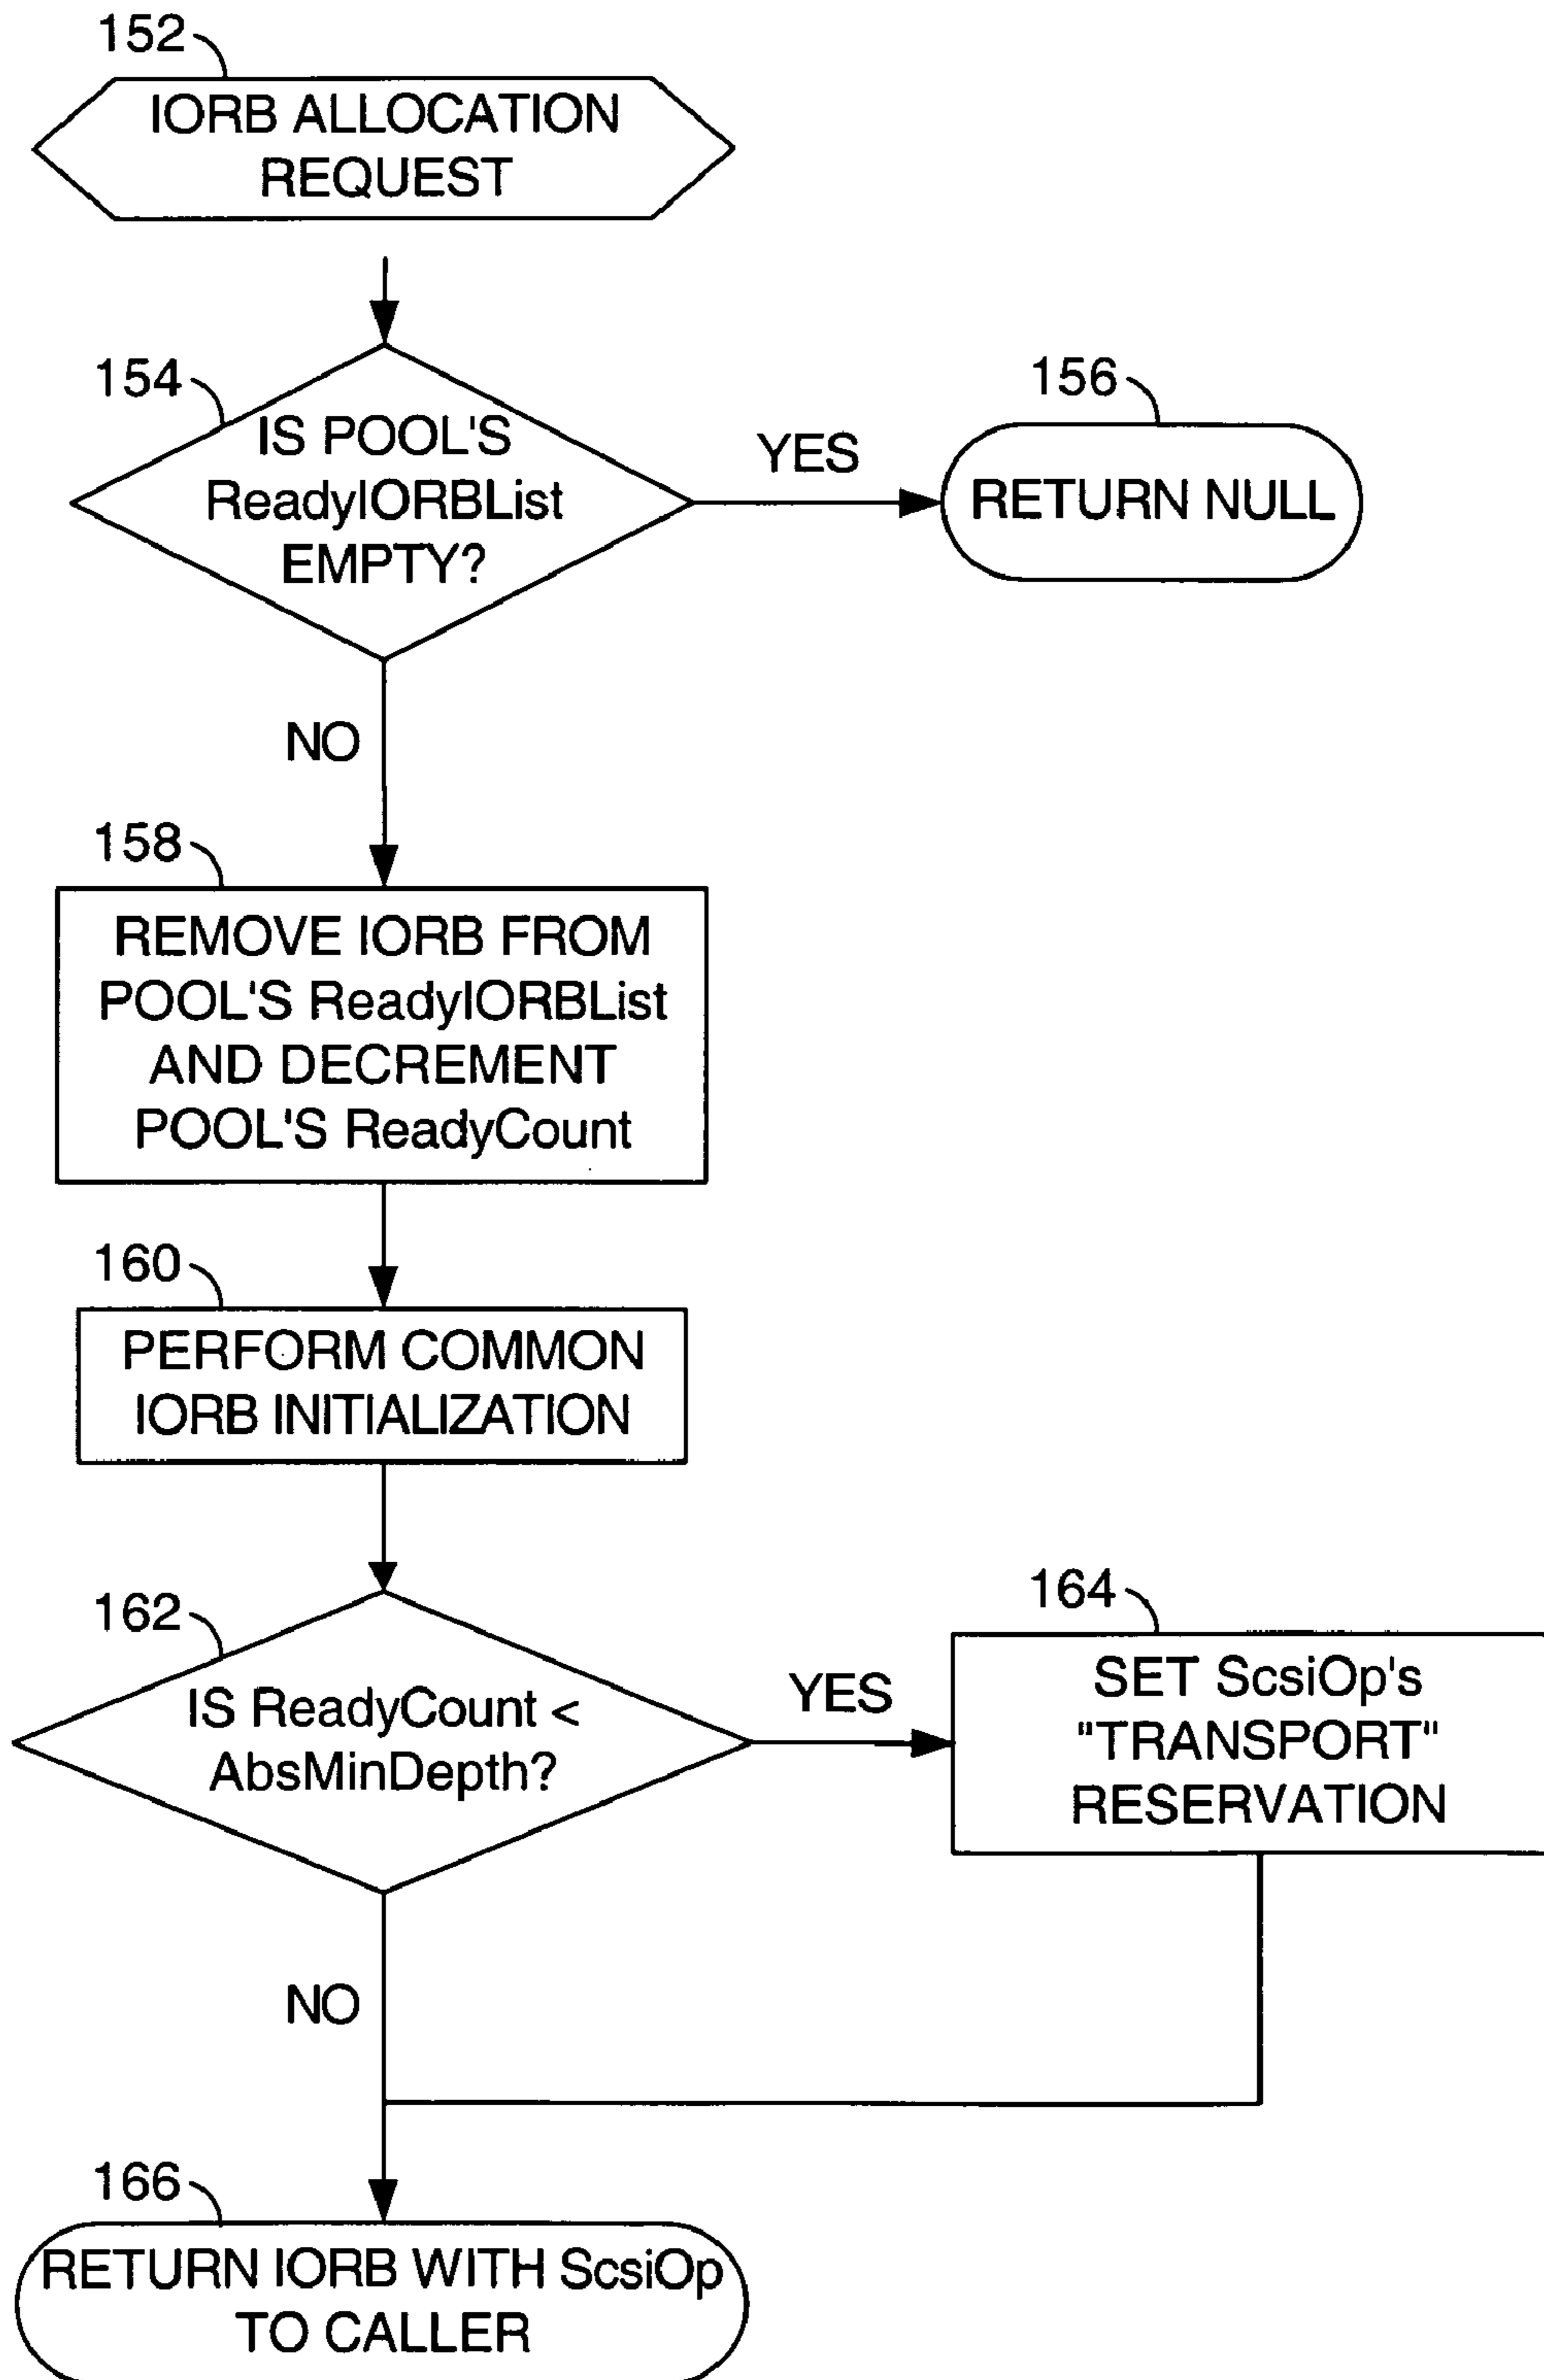 152
IORB ALLOCATION
REQUEST
154
IS POOL'S
ReadyIORBList
EMPTY?
YES
156
RETURN NULL
NO
158
REMOVE IORB FROM
POOL'S ReadyIORBList
AND DECREMENT
POOL'S ReadyCount
160
PERFORM COMMON
IORB INITIALIZATION
162
IS ReadyCount <
AbsMinDepth?
YES
164
SET ScsiOp's
"TRANSPORT"
RESERVATION
NO
166
RETURN IORB WITH ScsiOp
TO CALLER